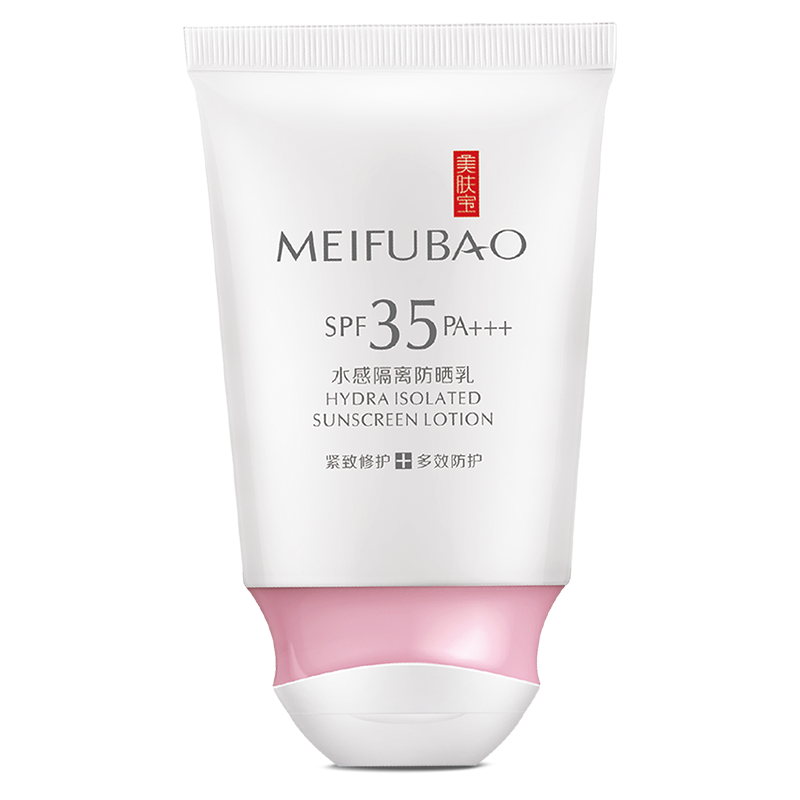 美肤宝
MEIFUBAO
SPF35PA+++
水感隔离防晒乳
HYDRA ISOLATED
SUNSCREEN LOTION
紧致修护+多效防护